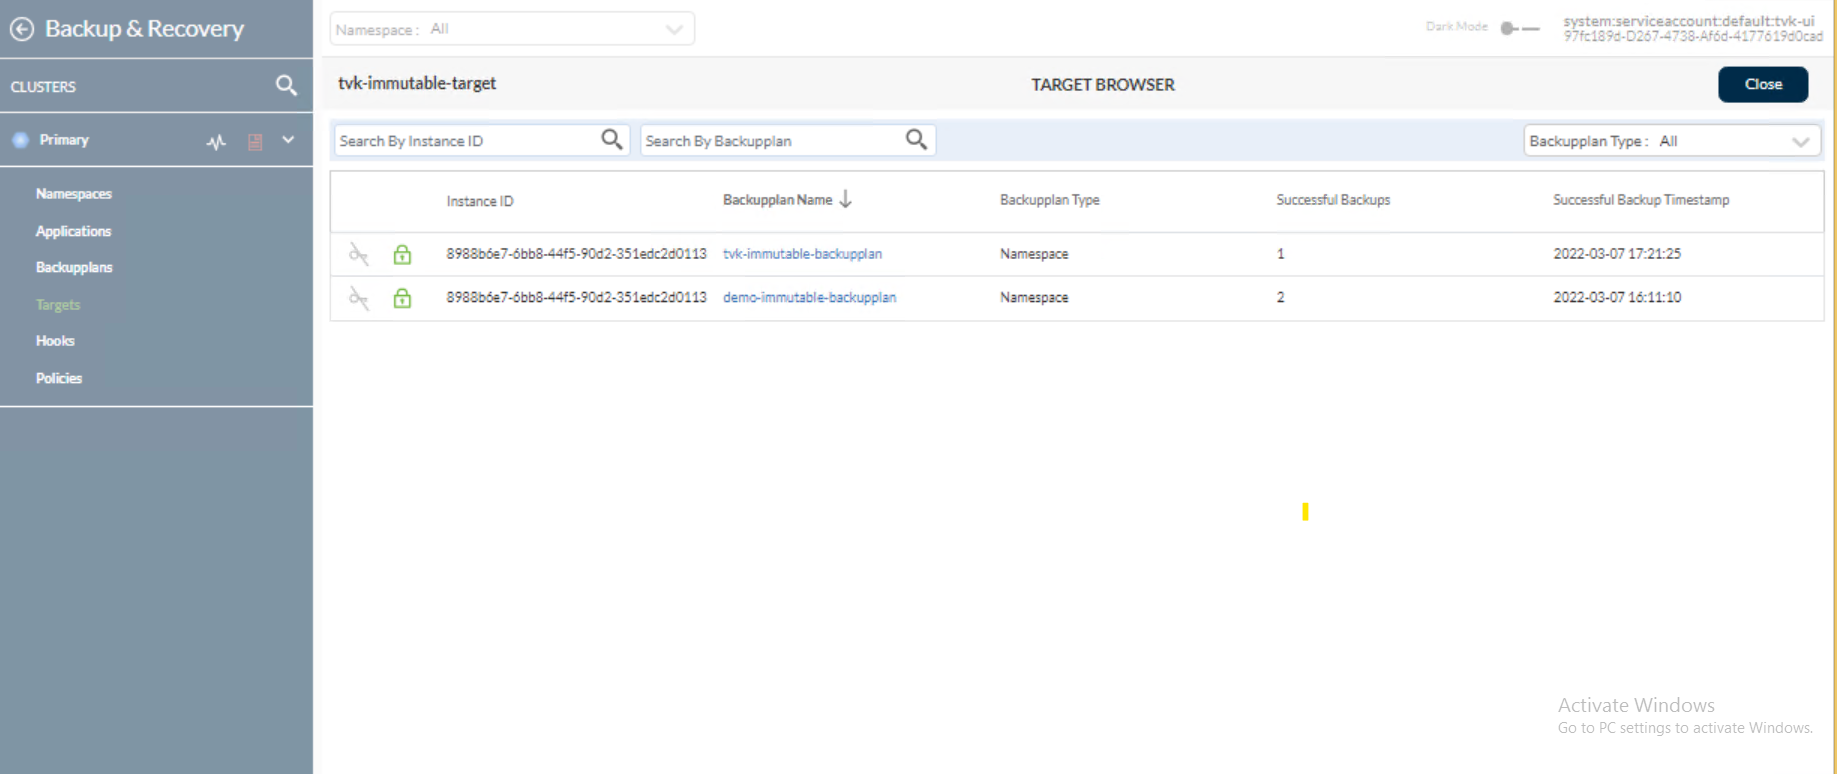 Backup & Recovery
Namespace : All
Dark Mode
system:serviceaccount:default:tvk-ui
97fc189d-D267-4738-Af6d-4177619d0cad
CLUSTERS
tvk-immutable-target
TARGET BROWSER
Close
Primary
Search By Instance ID
Search By Backupplan
Backupplan Type : All
Namespaces
Applications
Backupplans
Targets
Hooks
Policies
Instance ID
Backupplan Name
Backupplan Type
Successful Backups
Successful Backup Timestamp
8988b6e7-6bb8-44f5-90d2-351edc2d0113 tvk-immutable-backupplan Namespace 1 2022-03-07 17:21:25
8988b6e7-6bb8-44f5-90d2-351edc2d0113 demo-immutable-backupplan Namespace 2 2022-03-07 16:11:10
Activate Windows
Go to PC settings to activate Windows.